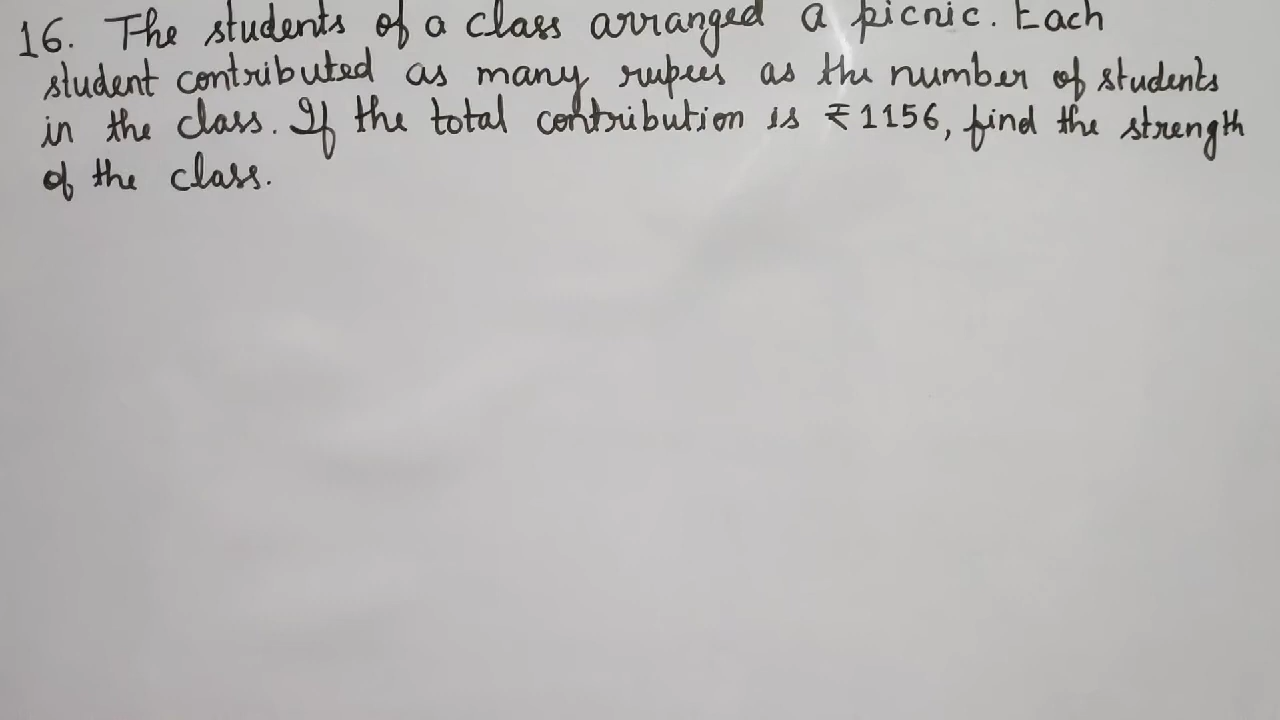 16. The students of a class arranged a picnic. Each
student contributed as many rupees as the number of students
in the class. If the total contribution is ₹1156, find the strength
of the class.